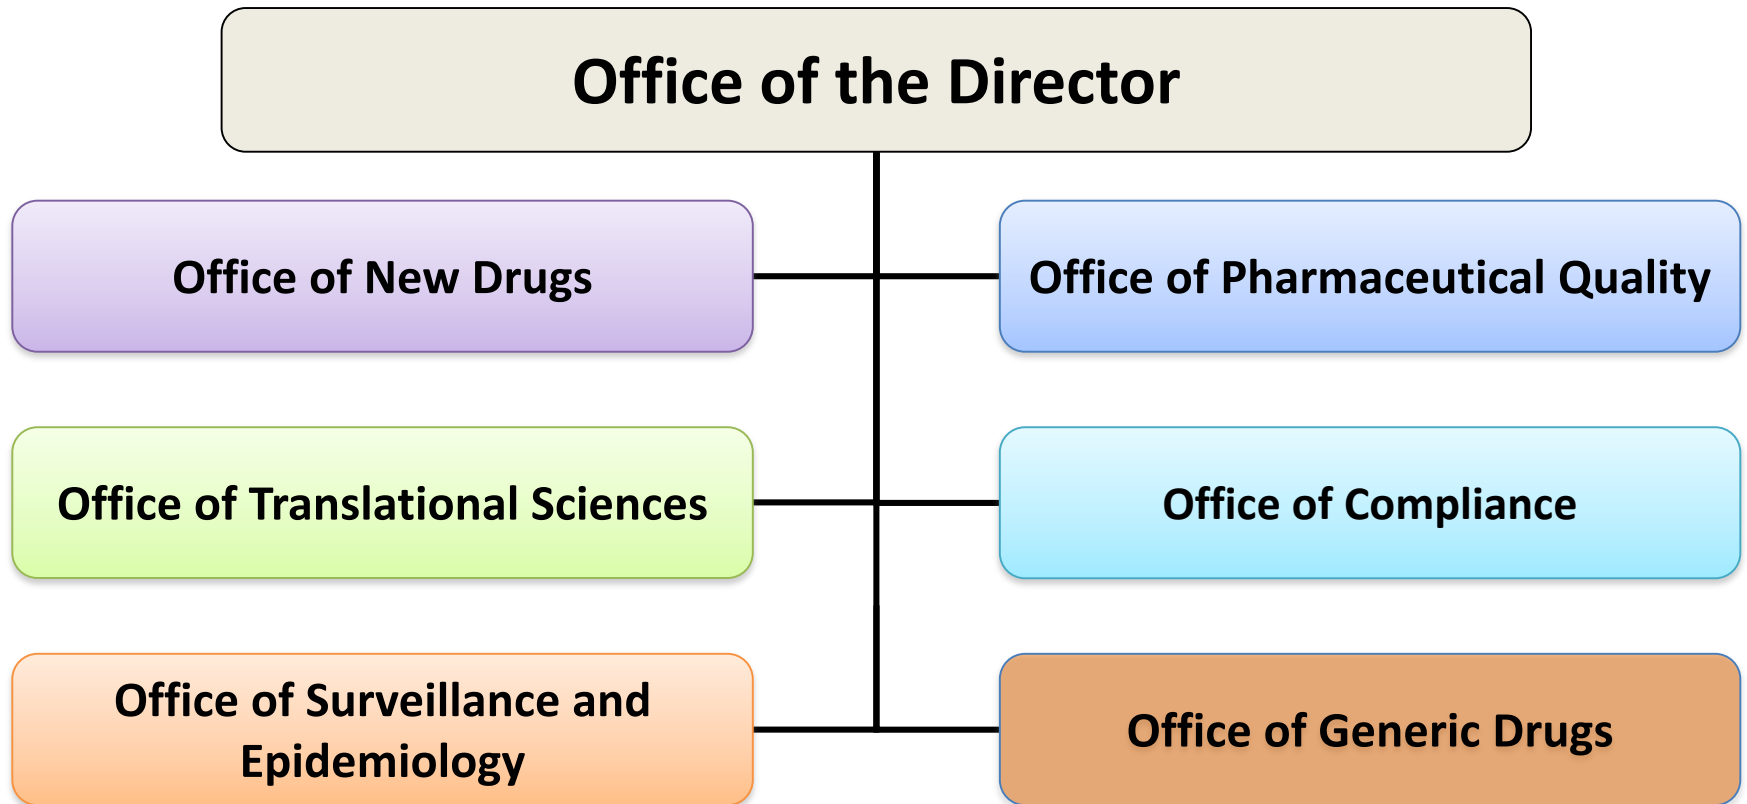 Office of the Director
Office of New Drugs
Office of Pharmaceutical Quality
Office of Translational Sciences
Office of Compliance
Office of Surveillance and
Epidemiology
Office of Generic Drugs